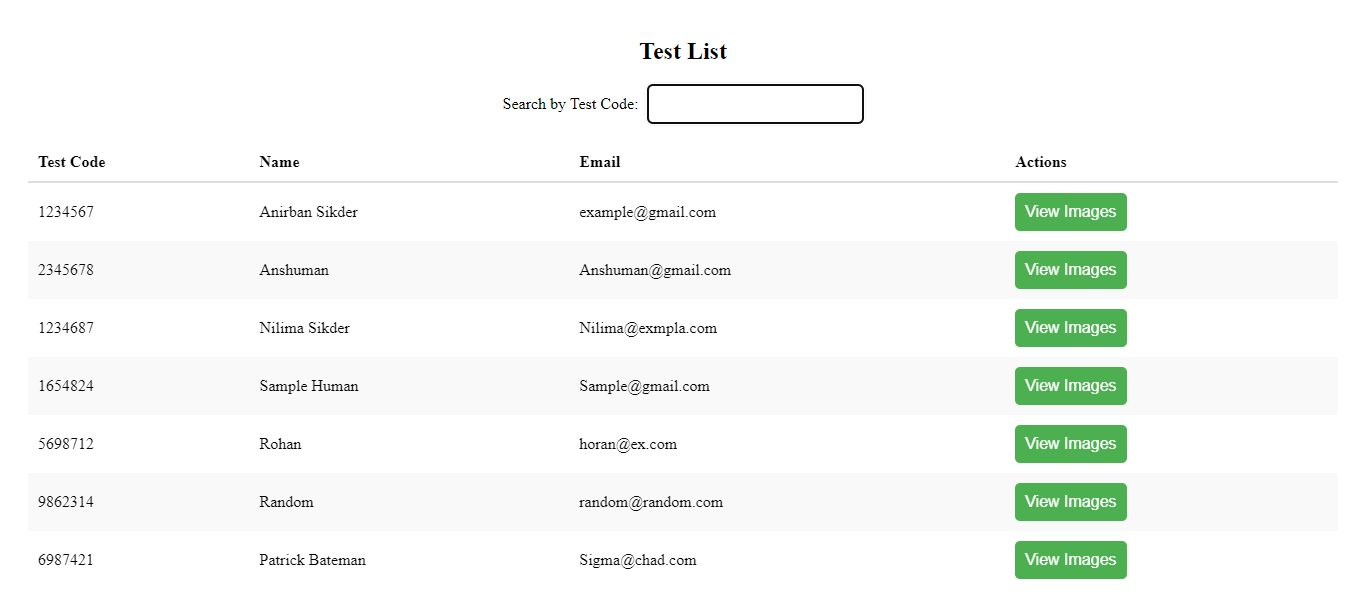 Test List
Search by Test Code:
Test Code Name Email Actions
1234567 Anirban Sikder example@gmail.com View Images
2345678 Anshuman Anshuman@gmail.com View Images
1234687 Nilima Sikder Nilima@exmpla.com View Images
1654824 Sample Human Sample@gmail.com View Images
5698712 Rohan horan@ex.com View Images
9862314 Random random@random.com View Images
6987421 Patrick Bateman Sigma@chad.com View Images